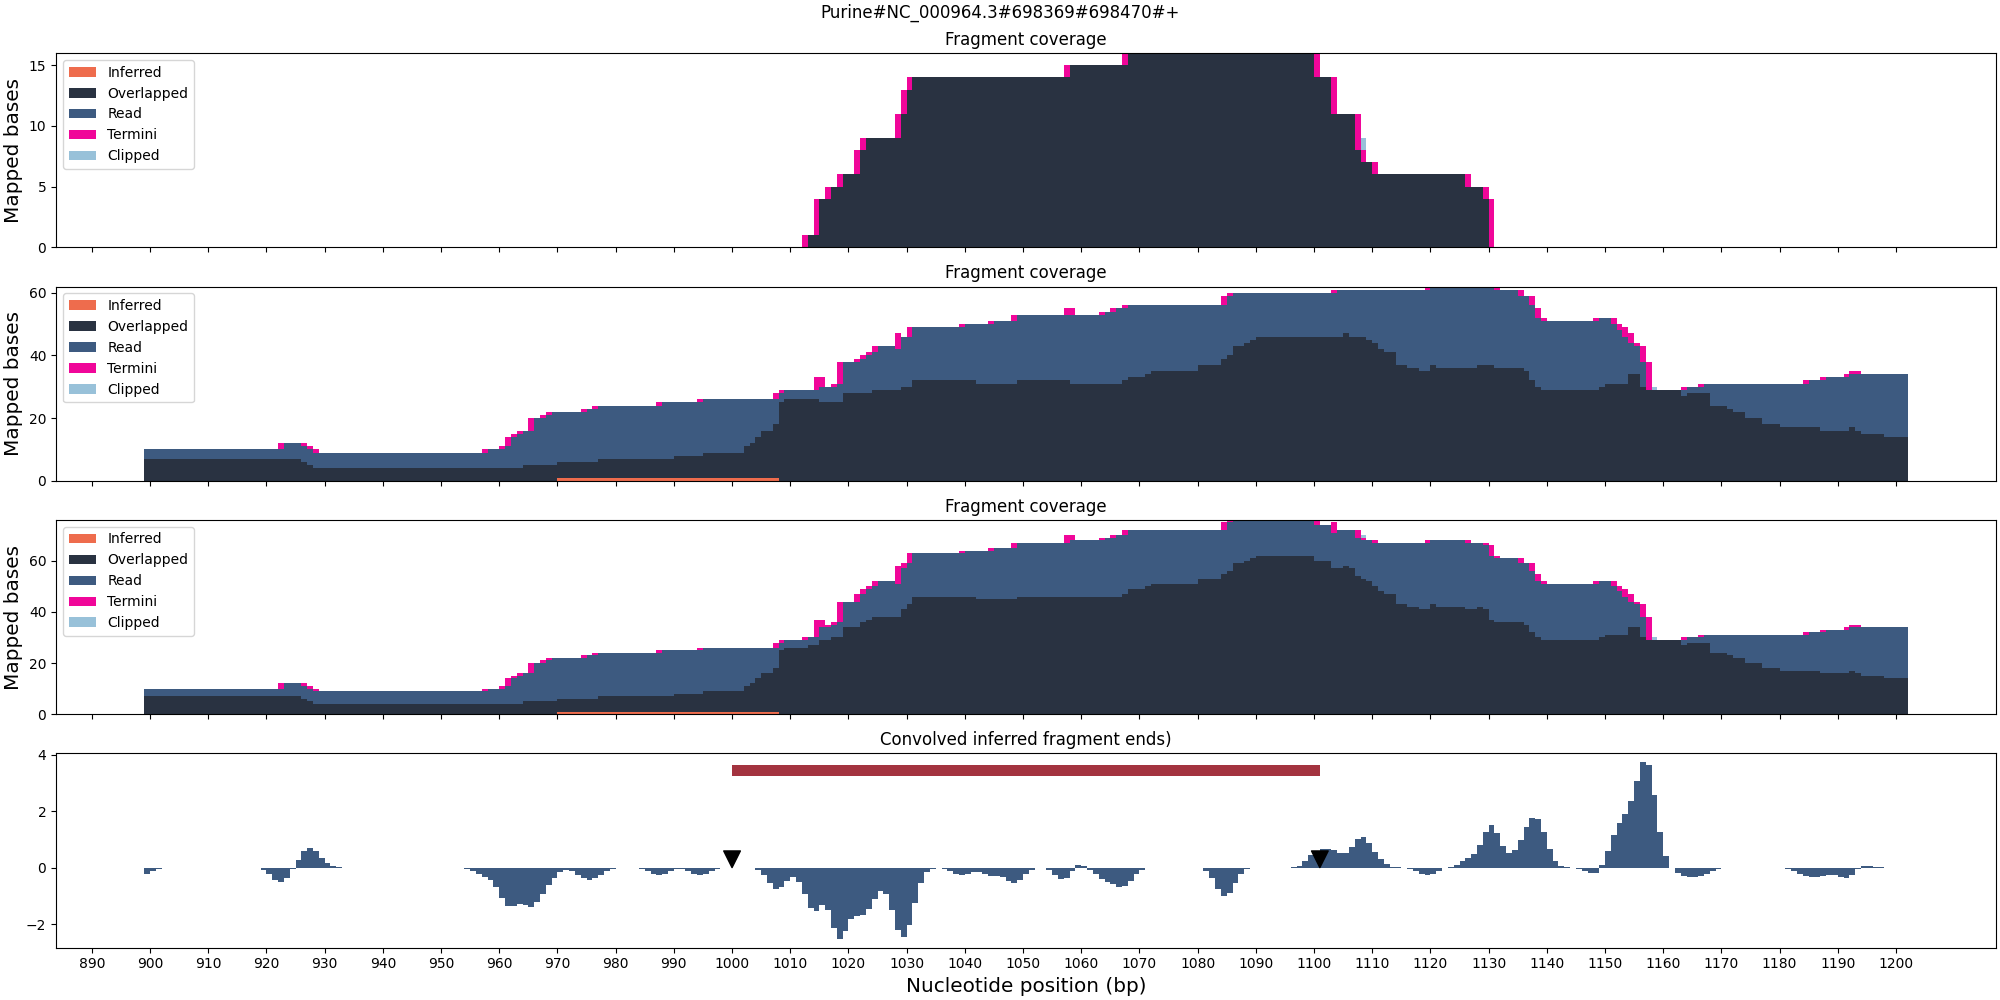 Purine#NC_000964.3#698369#698470#+
Fragment coverage
Mapped bases
15
10
5
0
Inferred
Overlapped
Read
Termini
Clipped
Fragment coverage
Mapped bases
60
40
20
0
Inferred
Overlapped
Read
Termini
Clipped
Fragment coverage
Mapped bases
60
40
20
0
Inferred
Overlapped
Read
Termini
Clipped
Convolved inferred fragment ends)
4
2
0
−2
890 900 910 920 930 940 950 960 970 980 990 1000 1010 1020 1030 1040 1050 1060 1070 1080 1090 1100 1110 1120 1130 1140 1150 1160 1170 1180 1190 1200
Nucleotide position (bp)